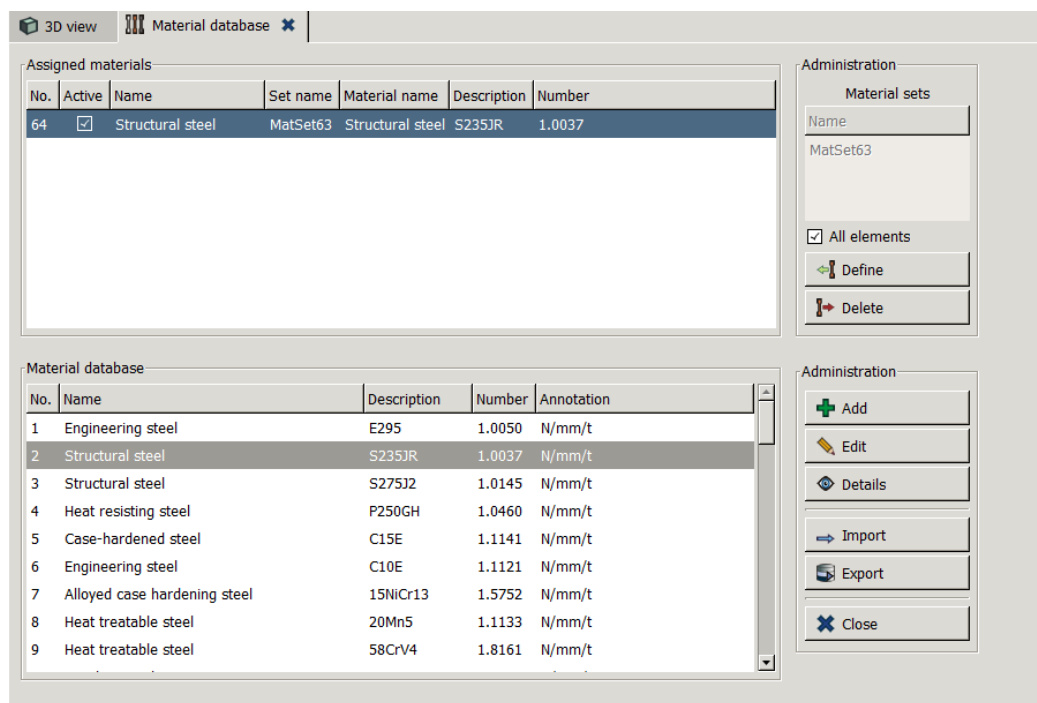 3D view Material database
Assigned materials
No. Active Name Set name Material name Description Number
64 Structural steel MatSet63 Structural steel S235JR 1.0037
Administration
Material sets
Name
MatSet63
All elements
Define
Delete
Material database
No. Name Description Number Annotation
1 Engineering steel E295 1.0050 N/mm/t
2 Structural steel S235JR 1.0037 N/mm/t
3 Structural steel S275J2 1.0145 N/mm/t
4 Heat resisting steel P250GH 1.0460 N/mm/t
5 Case-hardened steel C15E 1.1141 N/mm/t
6 Engineering steel C10E 1.1121 N/mm/t
7 Alloyed case hardening steel 15NiCr13 1.5752 N/mm/t
8 Heat treatable steel 20Mn5 1.1133 N/mm/t
9 Heat treatable steel 58CrV4 1.8161 N/mm/t
Administration
Add
Edit
Details
Import
Export
Close